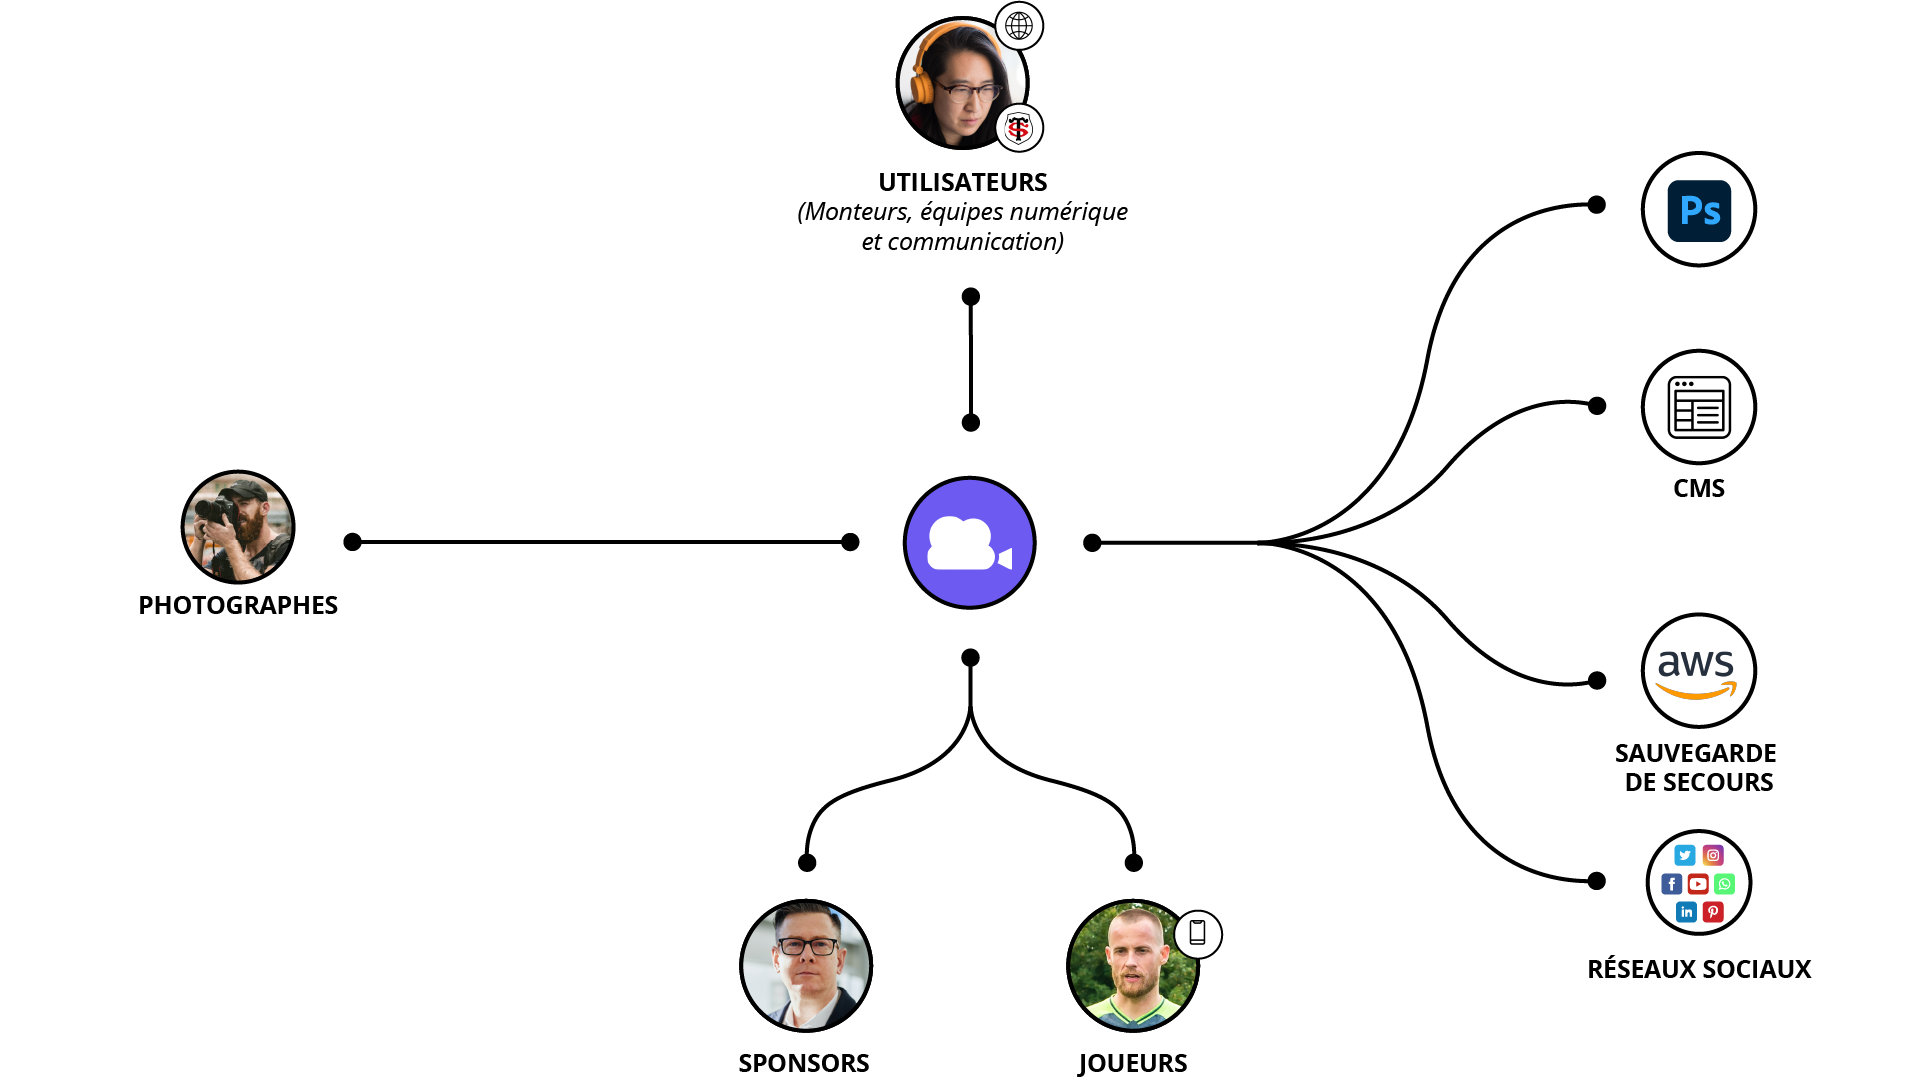 UTILISATEURS
(Monteurs, équipes numérique
et communication)
Ps
CMS
PHOTOGRAPHES
aws
SAUVEGARDE
DE SECOURS
RÉSEAUX SOCIAUX
SPONSORS
JOUEURS